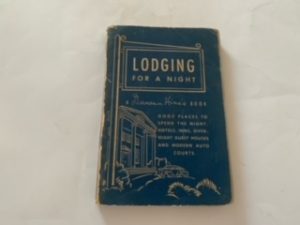 LODGING
FOR A NIGHT
A Duncan Hines BOOK
GOOD PLACES TO
SPEND THE NIGHT.
HOTELS, INNS, OVER-
NIGHT GUEST HOUSES
AND MODERN AUTO
COURTS.